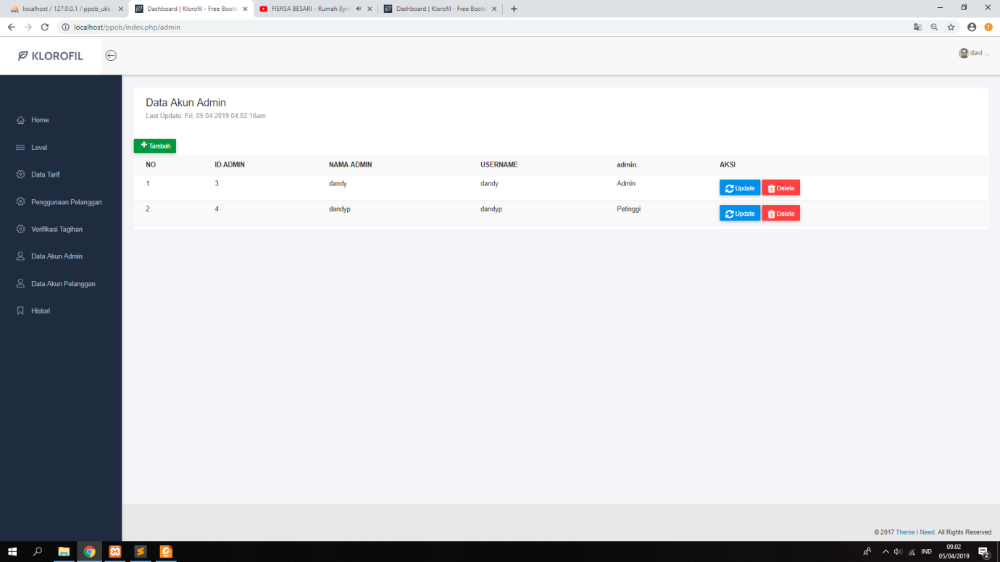 localhost / 127.0.0.1 / ppob_ukk
Dashboard | Klorofil - Free Boots
FIERSA BESARI - Rumah (lyric
Dashboard | Klorofil - Free Boots
localhost/ppob/index.php/admin
KLOROFIL
davi
Home
Level
Data Tarif
Penggunaan Pelanggan
Verifikasi Tagihan
Data Akun Admin
Data Akun Pelanggan
Histori
Data Akun Admin
Last Update: Fri, 05 04 2019 04:02:16am
Tambah
NO ID ADMIN NAMA ADMIN USERNAME admin AKSI
1 3 dandy dandy Admin Update Delete
2 4 dandyp dandyp Petinggi Update Delete
© 2017 Theme I Need. All Rights Reserved.
IND
09.02
05/04/2019
2